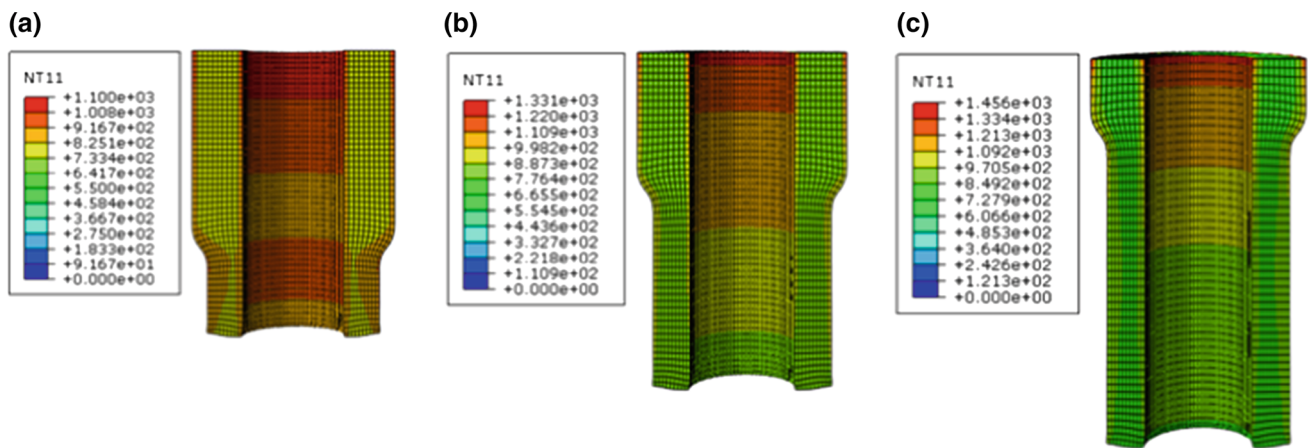 (a)
NT11
+1.100e+03
+1.008e+03
+9.167e+02
+8.251e+02
+7.334e+02
+6.417e+02
+5.500e+02
+4.584e+02
+3.667e+02
+2.750e+02
+1.833e+02
+9.167e+01
+0.000e+00
(b)
NT11
+1.331e+03
+1.220e+03
+1.109e+03
+9.982e+02
+8.873e+02
+7.764e+02
+6.655e+02
+5.545e+02
+4.436e+02
+3.327e+02
+2.218e+02
+1.109e+02
+0.000e+00
(c)
NT11
+1.456e+03
+1.334e+03
+1.213e+03
+1.092e+03
+9.705e+02
+8.492e+02
+7.279e+02
+6.066e+02
+4.853e+02
+3.640e+02
+2.426e+02
+1.213e+02
+0.000e+00